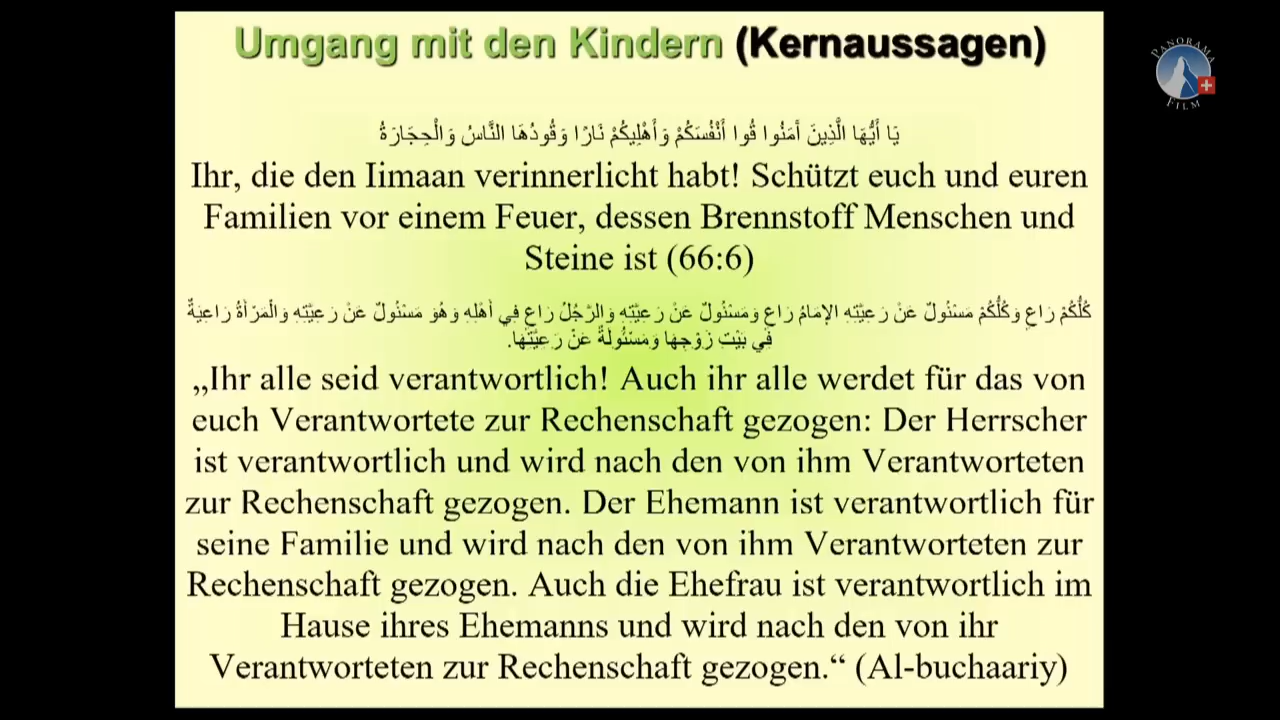 Umgang mit den Kindern (Kernaussagen)
PANORAMA
FILM
يَا أَيُّهَا الَّذِينَ آمَنُوا قُوا أَنْفُسَكُمْ وَأَهْلِيكُمْ نَارًا وَقُودُهَا النَّاسُ وَالْحِجَارَةُ
Ihr, die den Iimaan verinnerlicht habt! Schützt euch und euren
Familien vor einem Feuer, dessen Brennstoff Menschen und
Steine ist (66:6)
كُلُّكُمْ رَاعٍ وَكُلُّكُمْ مَسْئُولٌ عَنْ رَعِيَّتِهِ الإِمَامُ رَاعٍ وَمَسْئُولٌ عَنْ رَعِيَّتِهِ وَالرَّجُلُ رَاعٍ فِي أَهْلِهِ وَهُوَ مَسْئُولٌ عَنْ رَعِيَّتِهِ وَالْمَرْأَةُ رَاعِيَةٌ
فِي بَيْتِ زَوْجِهَا وَمَسْئُولَةٌ عَنْ رَعِيَّتِهَا.
„Ihr alle seid verantwortlich! Auch ihr alle werdet für das von
euch Verantwortete zur Rechenschaft gezogen: Der Herrscher
ist verantwortlich und wird nach den von ihm Verantworteten
zur Rechenschaft gezogen. Der Ehemann ist verantwortlich für
seine Familie und wird nach den von ihm Verantworteten zur
Rechenschaft gezogen. Auch die Ehefrau ist verantwortlich im
Hause ihres Ehemanns und wird nach den von ihr
Verantworteten zur Rechenschaft gezogen.“ (Al-buchaariy)